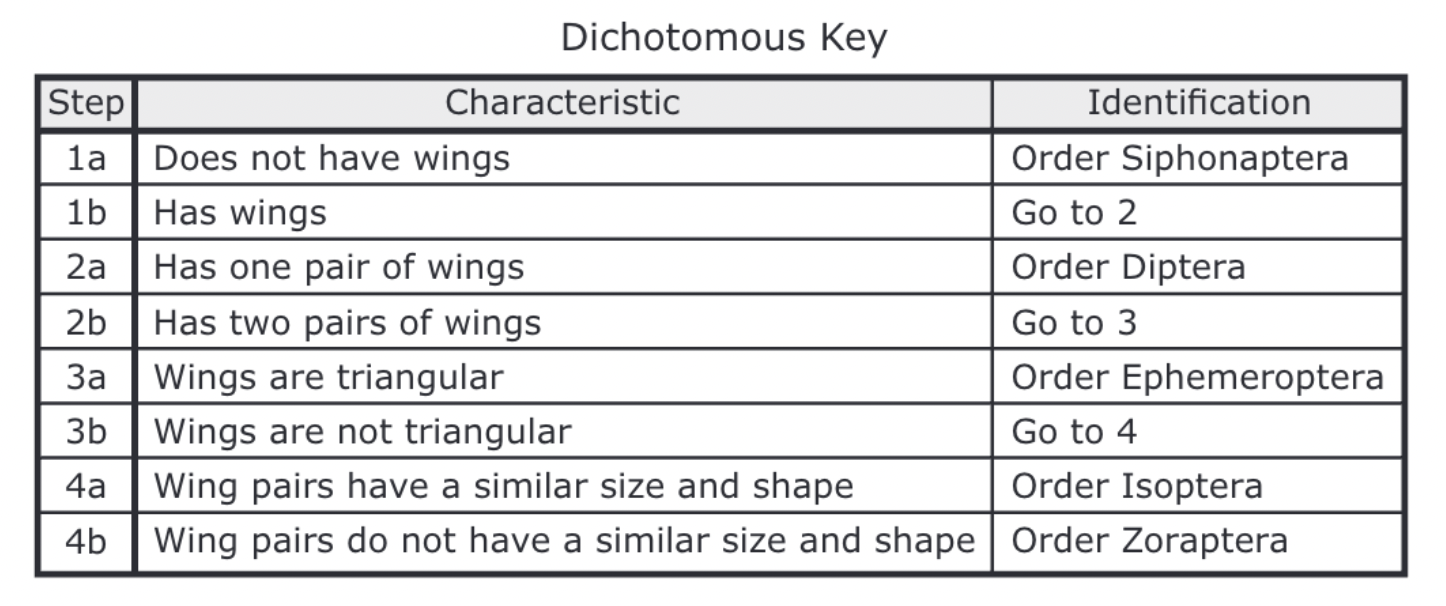 Dichotomous Key
Step Characteristic Identification
1a Does not have wings Order Siphonaptera
1b Has wings Go to 2
2a Has one pair of wings Order Diptera
2b Has two pairs of wings Go to 3
3a Wings are triangular Order Ephemeroptera
3b Wings are not triangular Go to 4
4a Wing pairs have a similar size and shape Order Isoptera
4b Wing pairs do not have a similar size and shape Order Zoraptera